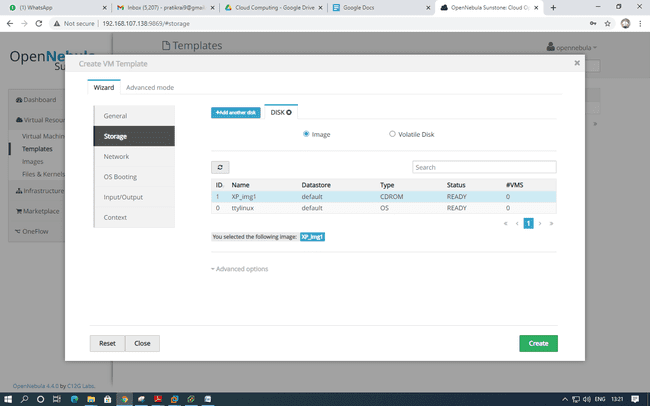 (1) WhatsApp
Inbox (5,207) - pratikrai9@gmai
Cloud Computing - Google Drive
Google Docs
OpenNebula Sunstone: Cloud Op
Not secure
192.168.107.138:9869/#storage
OpenNebula
Sun
Templates
opennebula
Create VM Template
Wizard
Advanced mode
Dashboard
Virtual Resour
Virtual Machin
Templates
Images
Files & Kernels
Infrastructure
Marketplace
OneFlow
General
Storage
Network
OS Booting
Input/Output
Context
+Add another disk
DISK
Image
Volatile Disk
Search
ID Name Datastore Type Status #VMS
1 XP_img1 default CDROM READY 0
0 ttylinux default OS READY 0
« < 1 > »
You selected the following image: XP_img1
Advanced options
Reset
Close
Create
OpenNebula 4.4.0 by C12G Labs.
ENG
13:21